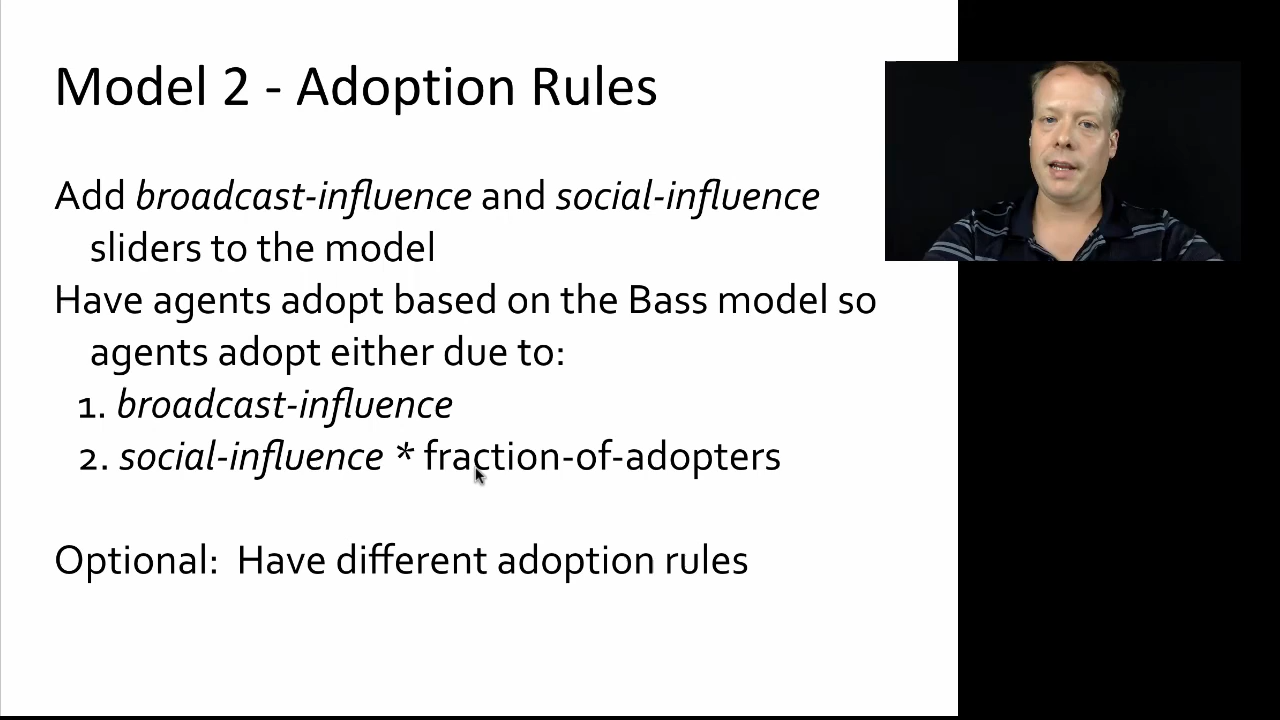 Model 2 - Adoption Rules
Add broadcast-influence and social-influence
sliders to the model
Have agents adopt based on the Bass model so
agents adopt either due to:
1. broadcast-influence
2. social-influence * fraction-of-adopters
Optional:  Have different adoption rules